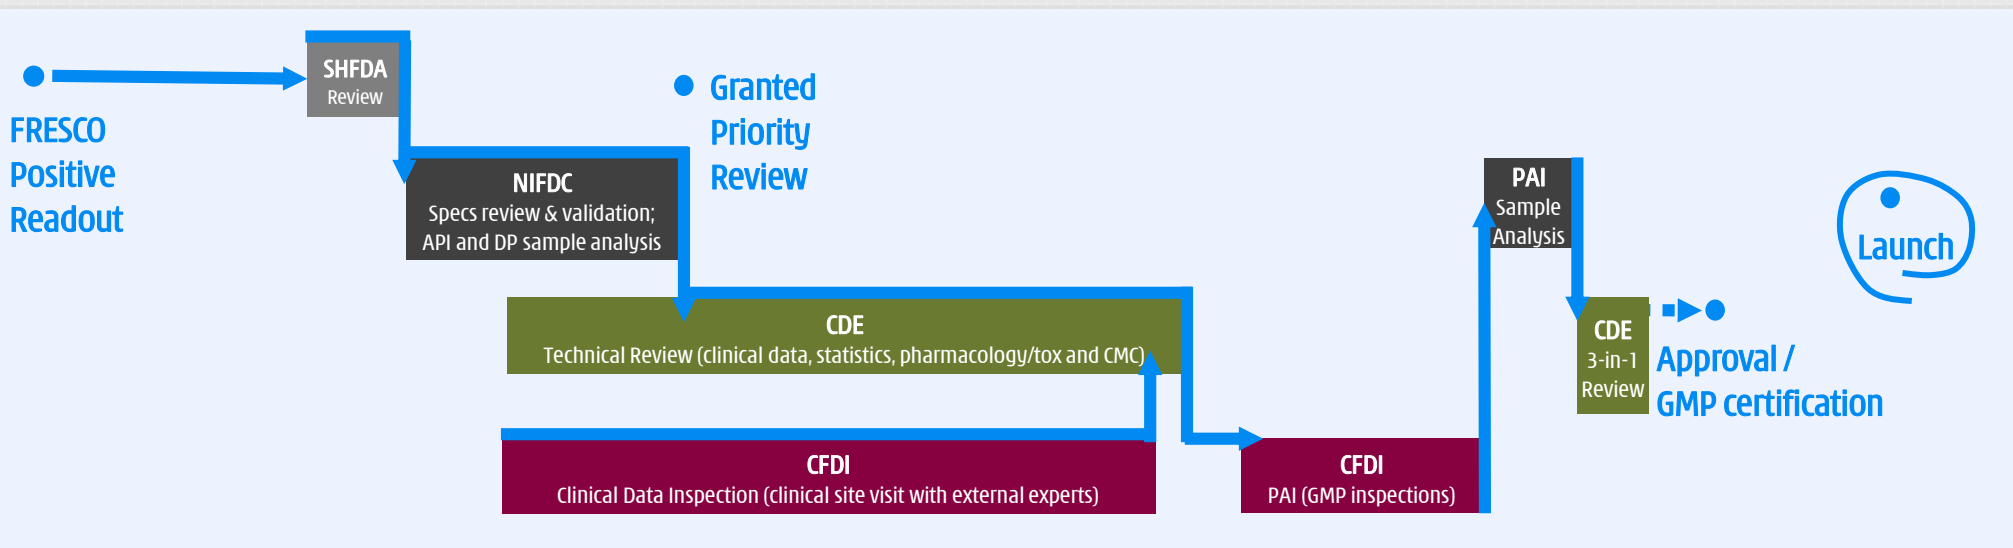 SHFDA
Review
FRESCO
Positive
Readout
Granted
Priority
Review
NIFDC
Specs review & validation;
API and DP sample analysis
CDE
Technical Review (clinical data, statistics, pharmacology/tox and CMC)
CFDI
Clinical Data Inspection (clinical site visit with external experts)
CFDI
PAI (GMP inspections)
PAI
Sample
Analysis
CDE
3-in-1
Review
Approval /
GMP certification
Launch